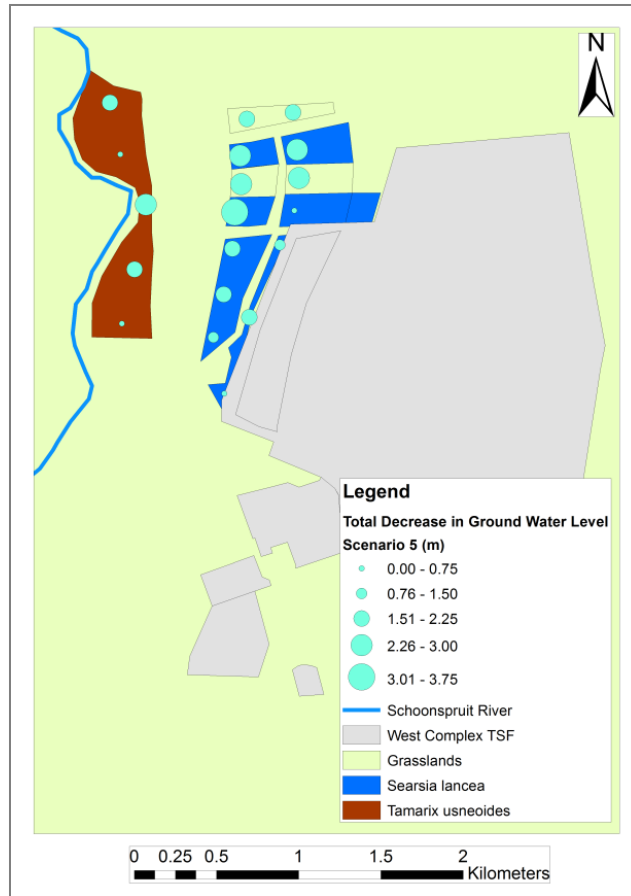 N
Legend
Total Decrease in Ground Water Level
Scenario 5 (m)
0.00 - 0.75
0.76 - 1.50
1.51 - 2.25
2.26 - 3.00
3.01 - 3.75
Schoonspruit River
West Complex TSF
Grasslands
Searsia lancea
Tamarix usneoides
0 0.25 0.5 1 1.5 2
Kilometers